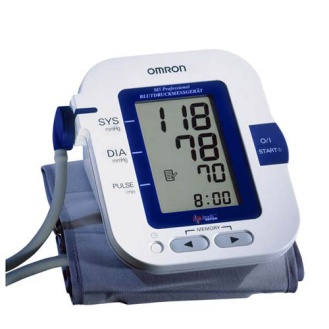 OMRON
M5 Professional
BLUTDRUCKMESSGERÄT
SYS
mmHg
118
DIA
mmHg
78
PULSE
/min
70
8:00
O/I
START
MEMORY